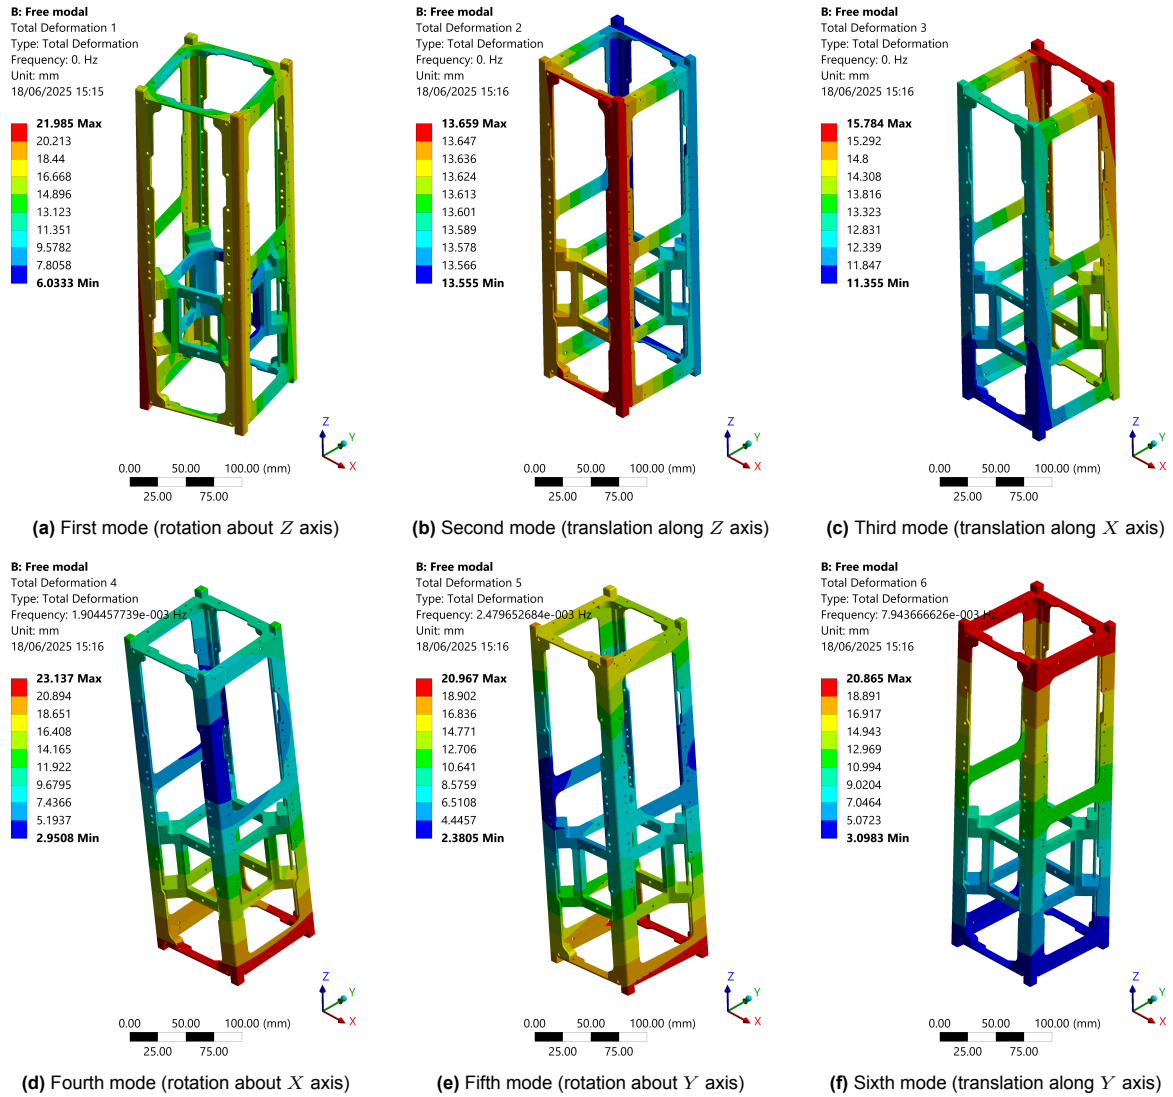 B: Free modal
Total Deformation 1
Type: Total Deformation
Frequency: 0. Hz
Unit: mm
18/06/2025 15:15
21.985 Max
20.213
18.44
16.668
14.896
13.123
11.351
9.5782
7.8058
6.0333 Min
Z
Y
X
0.00 50.00 100.00 (mm)
25.00 75.00
(a) First mode (rotation about Z axis)
B: Free modal
Total Deformation 2
Type: Total Deformation
Frequency: 0. Hz
Unit: mm
18/06/2025 15:16
13.659 Max
13.647
13.636
13.624
13.613
13.601
13.589
13.578
13.566
13.555 Min
Z
Y
X
0.00 50.00 100.00 (mm)
25.00 75.00
(b) Second mode (translation along Z axis)
B: Free modal
Total Deformation 3
Type: Total Deformation
Frequency: 0. Hz
Unit: mm
18/06/2025 15:16
15.784 Max
15.292
14.8
14.308
13.816
13.323
12.831
12.339
11.847
11.355 Min
Z
Y
X
0.00 50.00 100.00 (mm)
25.00 75.00
(c) Third mode (translation along X axis)
B: Free modal
Total Deformation 4
Type: Total Deformation
Frequency: 1.904457739e-003 Hz
Unit: mm
18/06/2025 15:16
23.137 Max
20.894
18.651
16.408
14.165
11.922
9.6795
7.4366
5.1937
2.9508 Min
Z
Y
X
0.00 50.00 100.00 (mm)
25.00 75.00
(d) Fourth mode (rotation about X axis)
B: Free modal
Total Deformation 5
Type: Total Deformation
Frequency: 2.479652684e-003 Hz
Unit: mm
18/06/2025 15:16
20.967 Max
18.902
16.836
14.771
12.706
10.641
8.5759
6.5108
4.4457
2.3805 Min
Z
Y
X
0.00 50.00 100.00 (mm)
25.00 75.00
(e) Fifth mode (rotation about Y axis)
B: Free modal
Total Deformation 6
Type: Total Deformation
Frequency: 7.943666626e-003 Hz
Unit: mm
18/06/2025 15:16
20.865 Max
18.891
16.917
14.943
12.969
10.994
9.0204
7.0464
5.0723
3.0983 Min
Z
Y
X
0.00 50.00 100.00 (mm)
25.00 75.00
(f) Sixth mode (translation along Y axis)